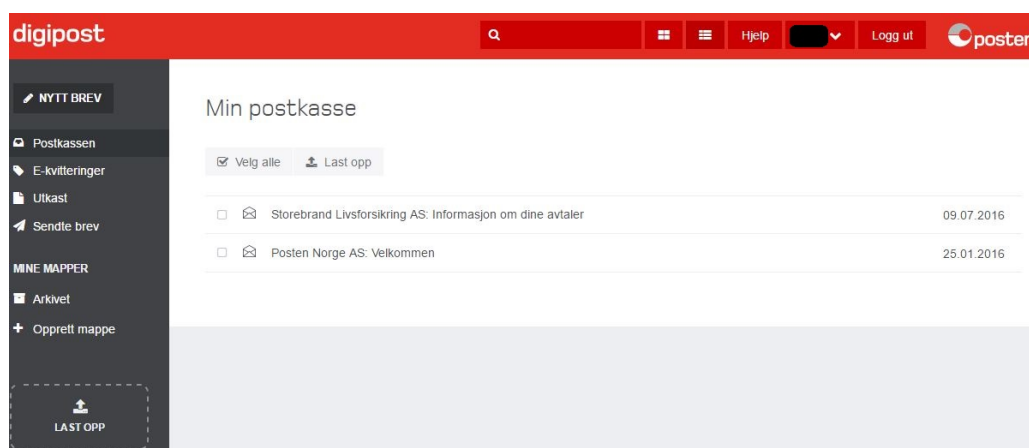 digipost
Hjelp
Logg ut
posten
NYTT BREV
Postkassen
E-kvitteringer
Utkast
Sendte brev
MINE MAPPER
Arkivet
Opprett mappe
LAST OPP
Min postkasse
Velg alle Last opp
Storebrand Livsforsikring AS: Informasjon om dine avtaler 09.07.2016
Posten Norge AS: Velkommen 25.01.2016